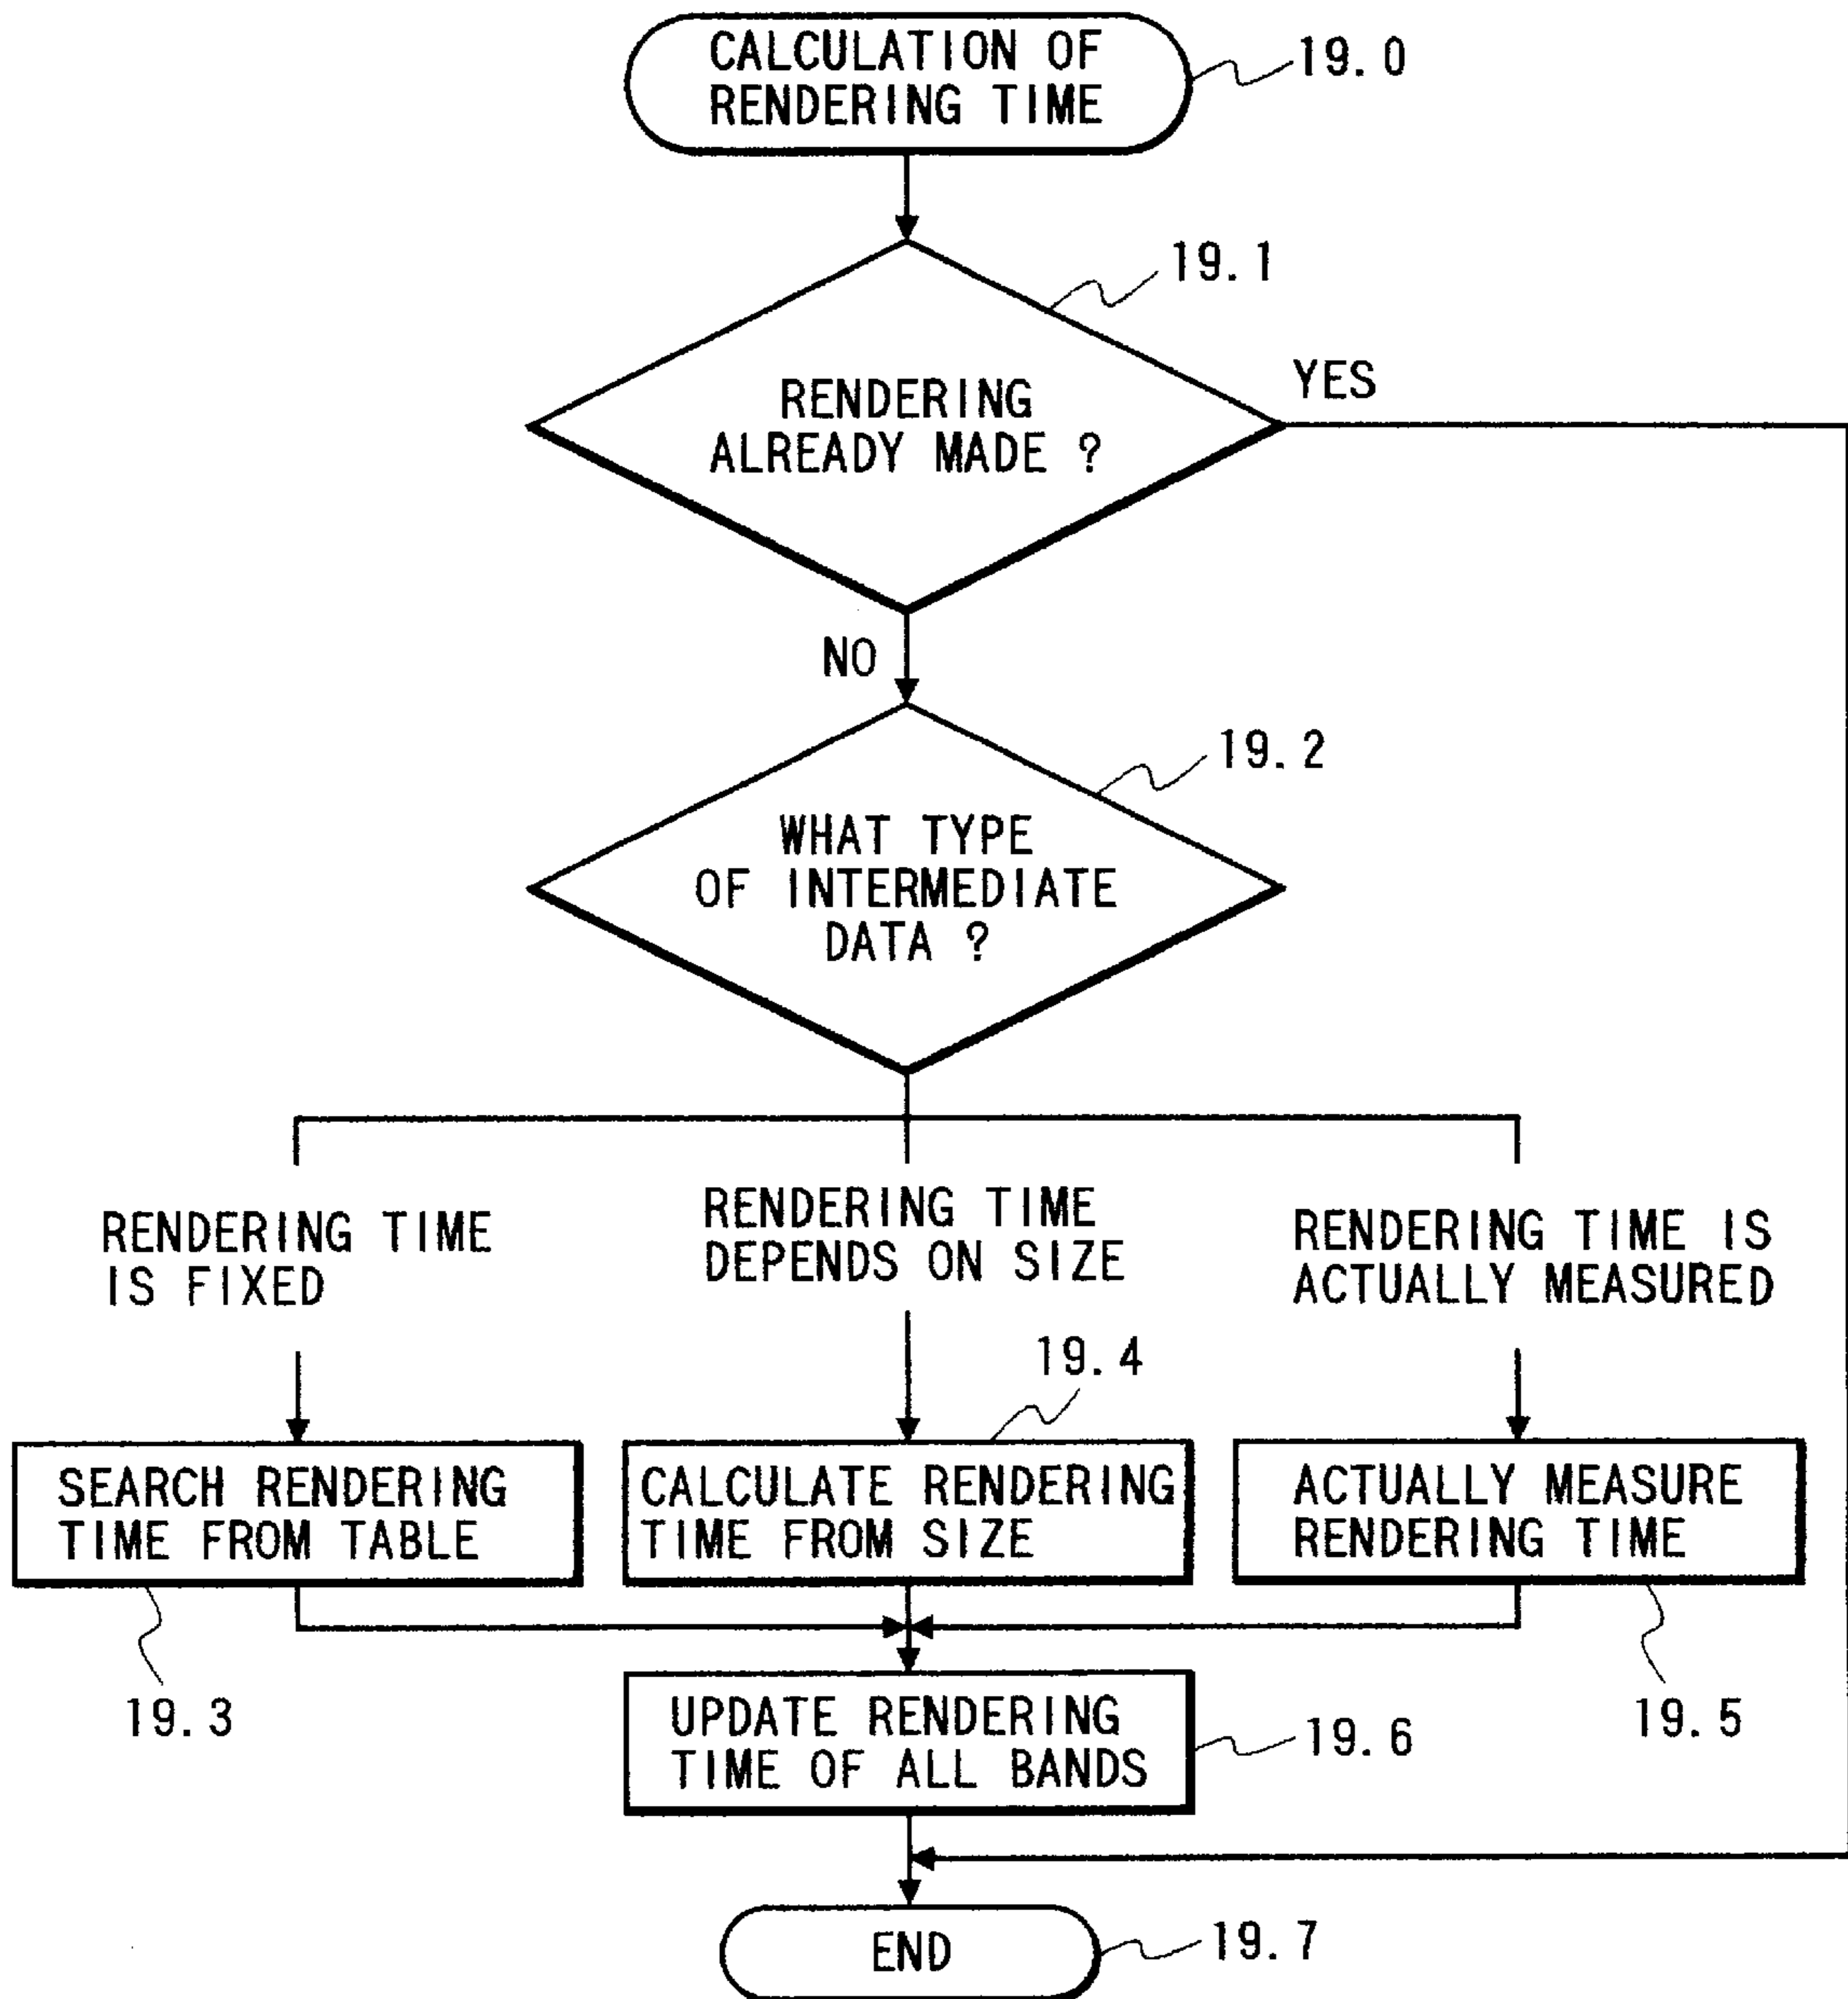 CALCULATION OF
RENDERING TIME
19.0
19.1
RENDERING
ALREADY MADE ?
YES
NO
19.2
WHAT TYPE
OF INTERMEDIATE
DATA ?
RENDERING TIME
IS FIXED
RENDERING TIME
DEPENDS ON SIZE
RENDERING TIME IS
ACTUALLY MEASURED
19.4
SEARCH RENDERING
TIME FROM TABLE
CALCULATE RENDERING
TIME FROM SIZE
ACTUALLY MEASURE
RENDERING TIME
19.3
19.5
UPDATE RENDERING
TIME OF ALL BANDS
19.6
END
19.7